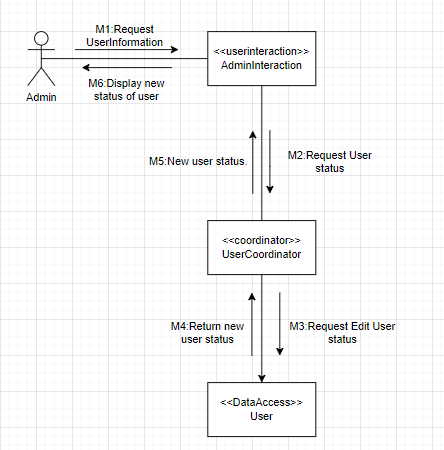 M1:Request
UserInformation
<<userinteraction>>
AdminInteraction
M6:Display new
status of user
Admin
M5:New user status.
M2:Request User
status
<<coordinator>>
UserCoordinator
M4:Return new
user status
M3:Request Edit User
status
<<DataAccess>>
User